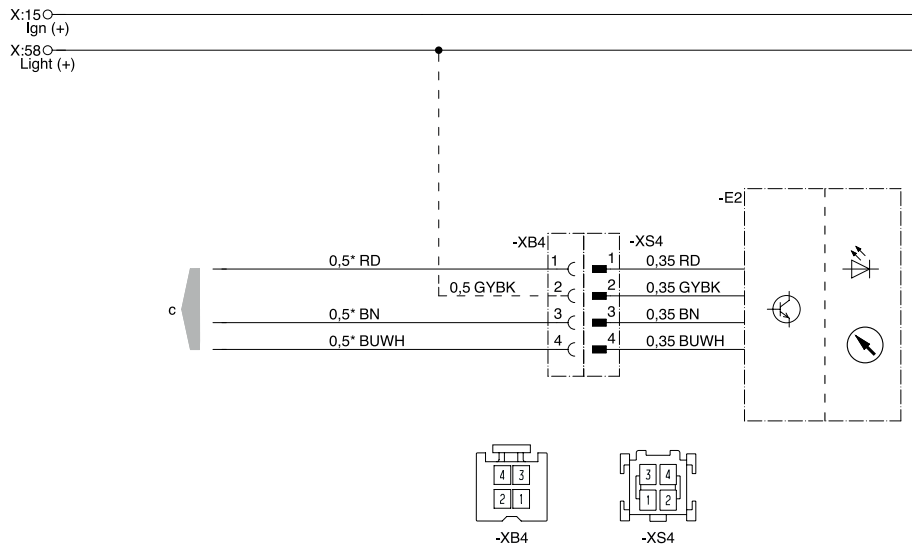 X:15
Ign (+)
X:58
Light (+)
-E2
-XB4
-XS4
0,5* RD
1
1
0,35 RD
0,5 GYBK
2
2
0,35 GYBK
c
0,5* BN
3
3
0,35 BN
0,5* BUWH
4
4
0,35 BUWH
4 3
3 4
2 1
1 2
-XB4
-XS4